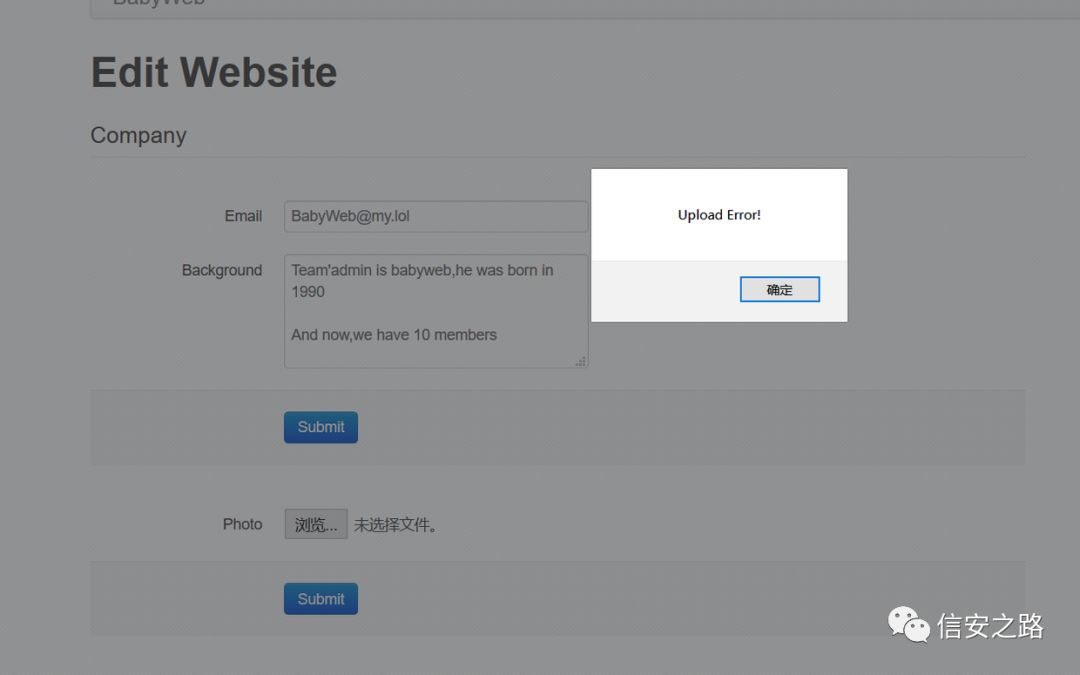 BabyWeb
Edit Website
Company
Email
BabyWeb@my.lol
Upload Error!
Background
Team'admin is babyweb,he was born in
1990
确定
And now,we have 10 members
Submit
Photo
浏览... 未选择文件。
Submit
信安之路